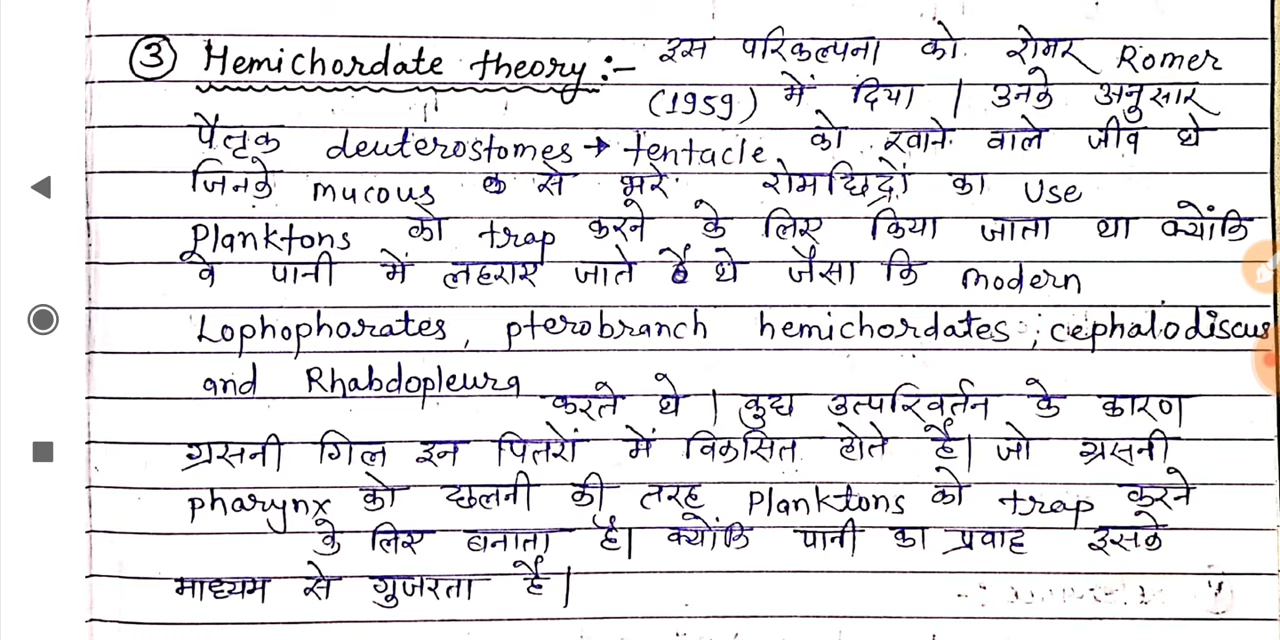 ③ Hemichordate theory :- इस परिकल्पना को रोमर Romer
(1959) में दिया | उनके अनुसार
पैतृक deuterostomes → tentacle को खाने वाले जीव थे
जिनके mucous से भरे रोमछिद्रों का use
Planktons को trap करने के लिए किया जाता था क्योंकि
वे पानी में लहराए जाते थे जैसा कि modern
Lophophorates, pterobranch hemichordates; cephalodiscus
and Rhabdopleura करते थे | कुछ उत्परिवर्तन के कारण
ग्रसनी गिल इन पितरों में विकसित होते हैं| जो ग्रसनी
pharynx को छलनी की तरह Planktons को trap करने
के लिए बनाता है| क्योंकि पानी का प्रवाह इसके
माध्यम से गुजरता है |